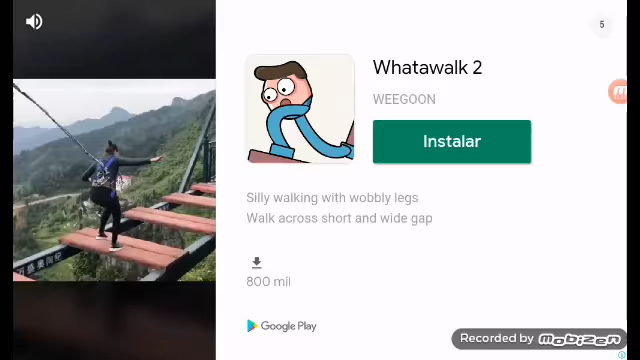 5
Whatawalk 2
WEEGOON
Instalar
Silly walking with wobbly legs
Walk across short and wide gap
800 mil
Google Play
Recorded by MOBIZEN